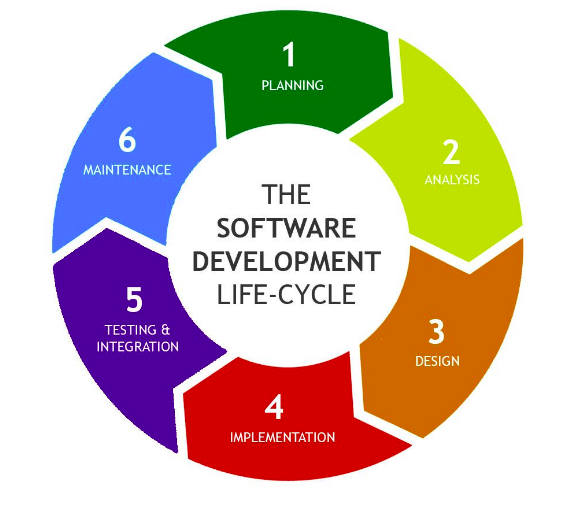 1
PLANNING
2
ANALYSIS
3
DESIGN
4
IMPLEMENTATION
5
TESTING &
INTEGRATION
6
MAINTENANCE
THE
SOFTWARE
DEVELOPMENT
LIFE-CYCLE